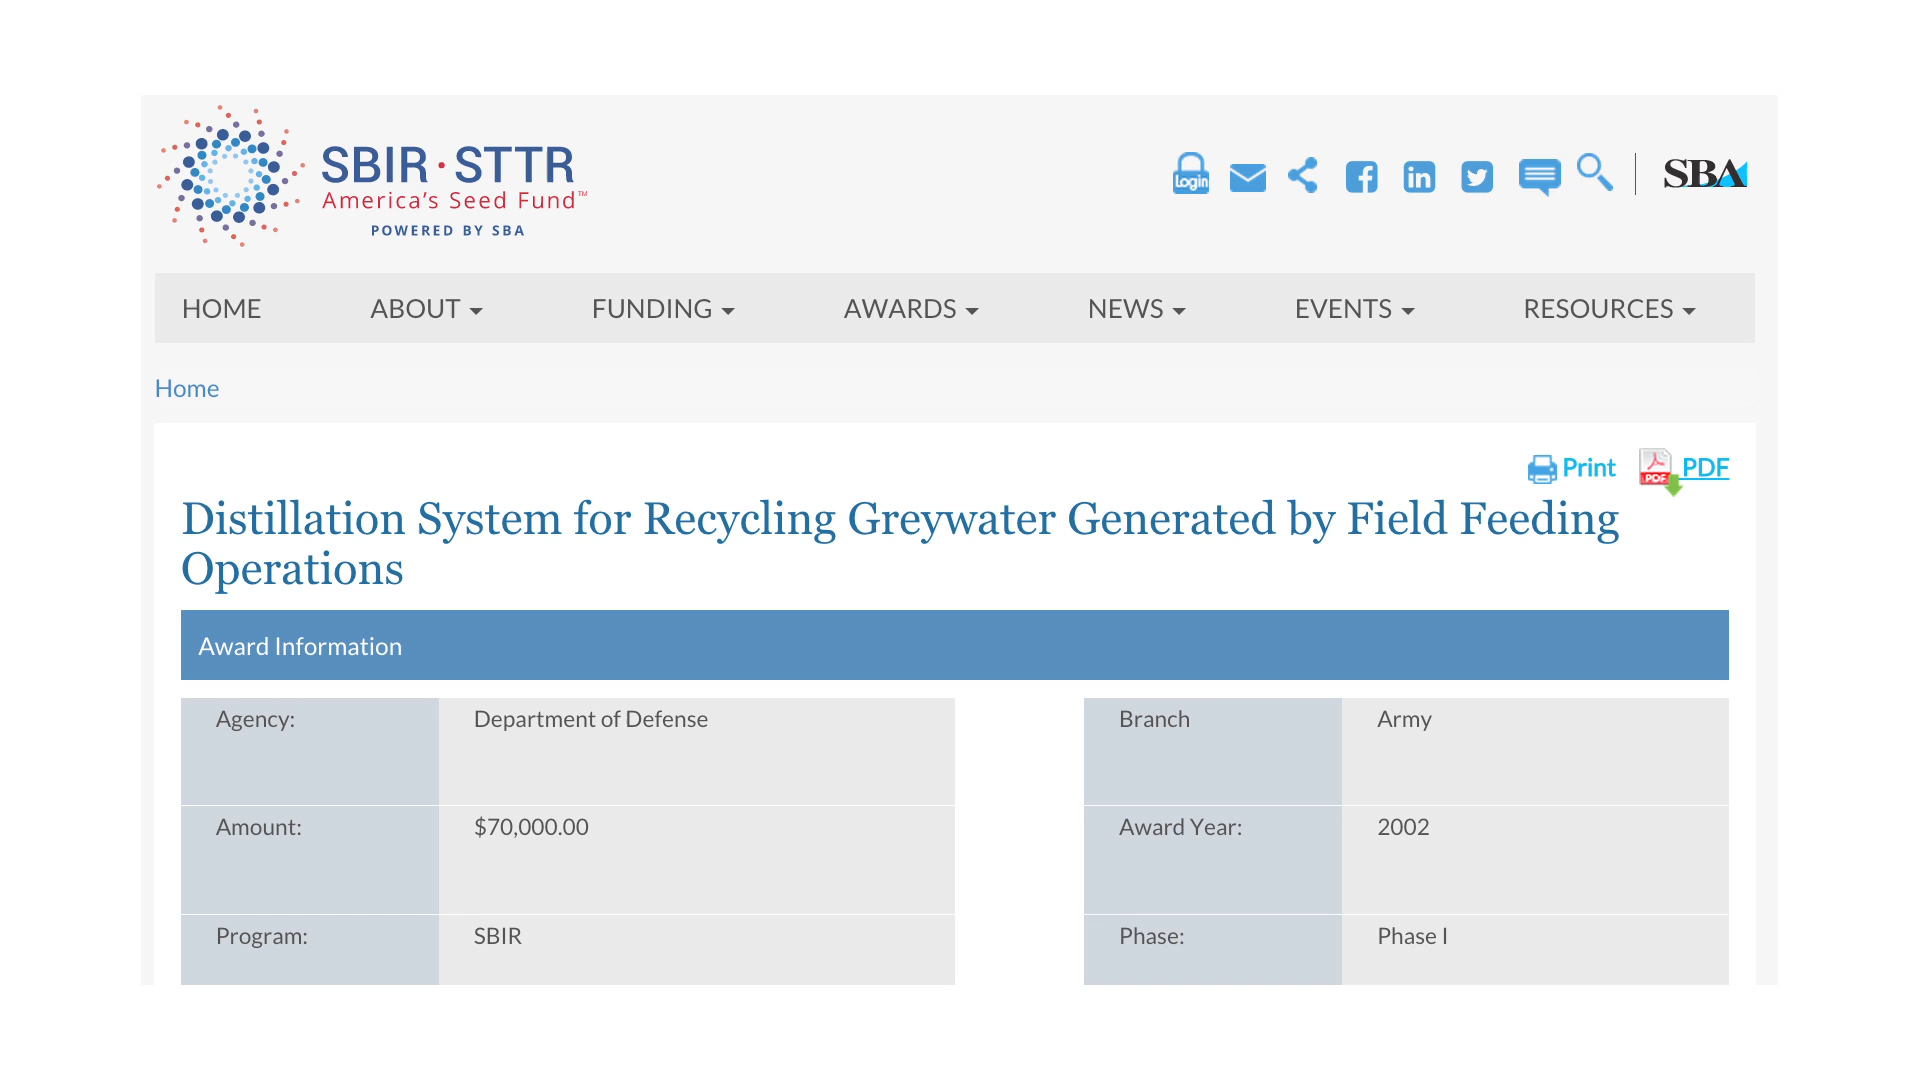 SBIR·STTR
America's Seed Fund™
POWERED BY SBA
Login
SBA
HOME ABOUT FUNDING AWARDS NEWS EVENTS RESOURCES
Home
Print PDF
Distillation System for Recycling Greywater Generated by Field Feeding
Operations
Award Information
Agency: Department of Defense Branch Army
Amount: $70,000.00 Award Year: 2002
Program: SBIR Phase: Phase I